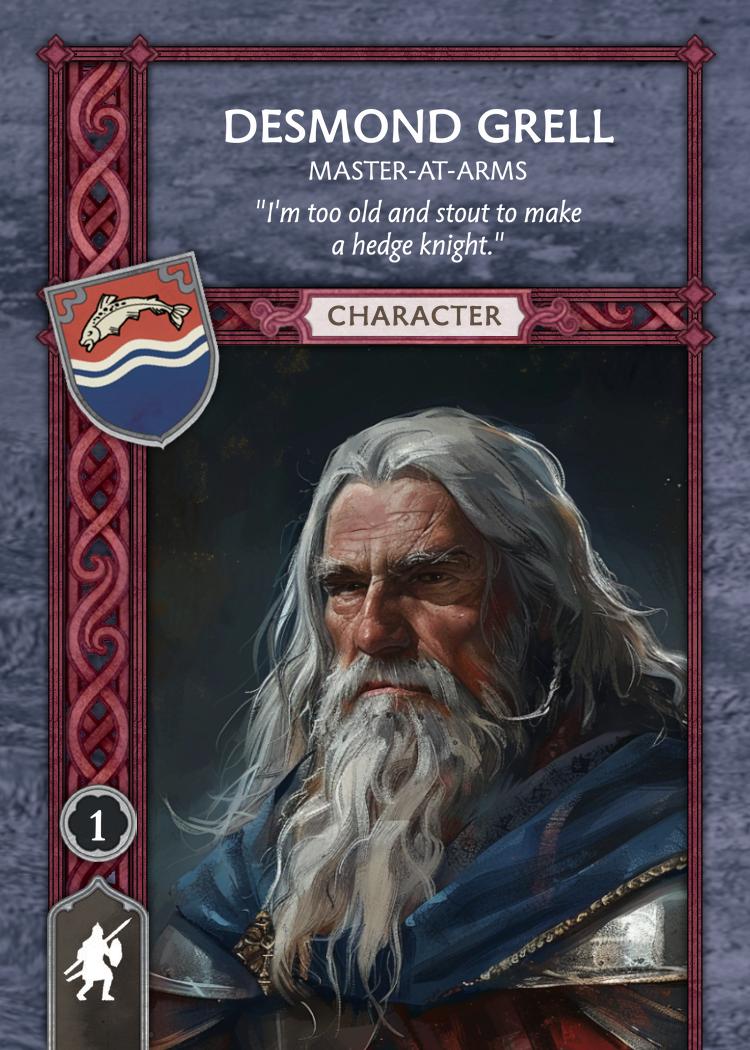 DESMOND GRELL
MASTER-AT-ARMS
"I'm too old and stout to make
a hedge knight."
CHARACTER
1